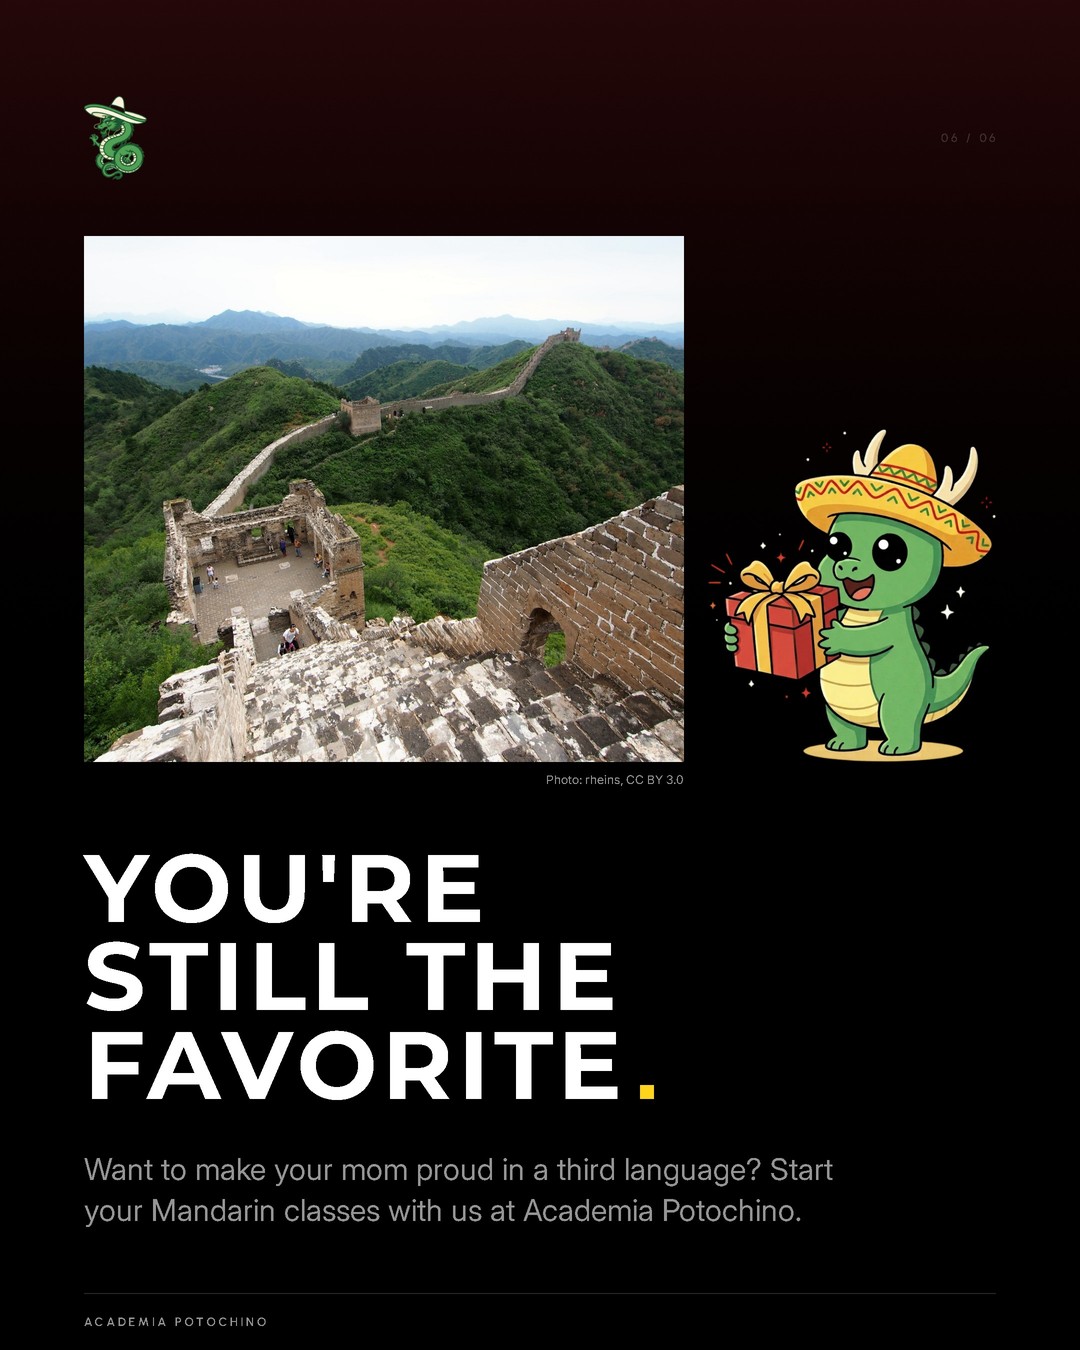 06 / 06
Photo: rheins, CC BY 3.0
YOU'RE
STILL THE
FAVORITE.
Want to make your mom proud in a third language? Start
your Mandarin classes with us at Academia Potochino.
ACADEMIA POTOCHINO